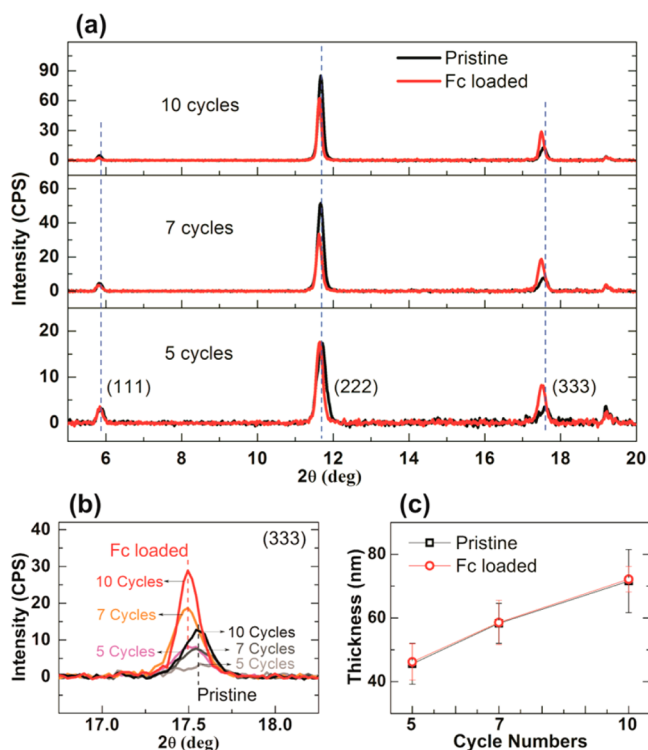 (a)
Pristine
Fc loaded
10 cycles
90
60
30
0
7 cycles
60
40
20
0
5 cycles
20
10
0
(111)
(222)
(333)
Intensity (CPS)
6 8 10 12 14 16 18 20
2θ (deg)
(b)
(333)
Fc loaded
10 Cycles
7 Cycles
5 Cycles
10 Cycles
7 Cycles
5 Cycles
Pristine
40
30
20
10
0
Intensity (CPS)
17.0 17.5 18.0
2θ (deg)
(c)
Pristine
Fc loaded
80
60
40
Thickness (nm)
5 7 10
Cycle Numbers